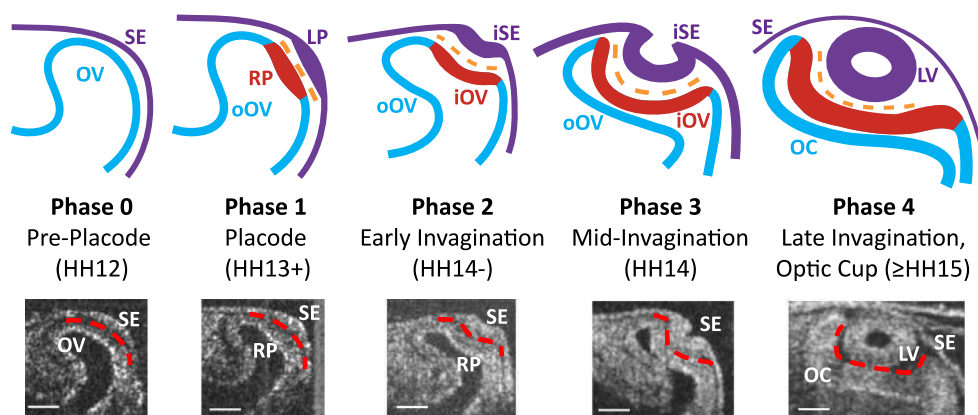 SE
OV
LP
RP
oOV
iSE
iOV
oOV
iSE
oOV
iOV
SE
LV
OC
Phase 0
Pre-Placode
(HH12)
Phase 1
Placode
(HH13+)
Phase 2
Early Invagination
(HH14-)
Phase 3
Mid-Invagination
(HH14)
Phase 4
Late Invagination,
Optic Cup (≥HH15)
SE
OV
SE
RP
SE
RP
SE
SE
LV
OC